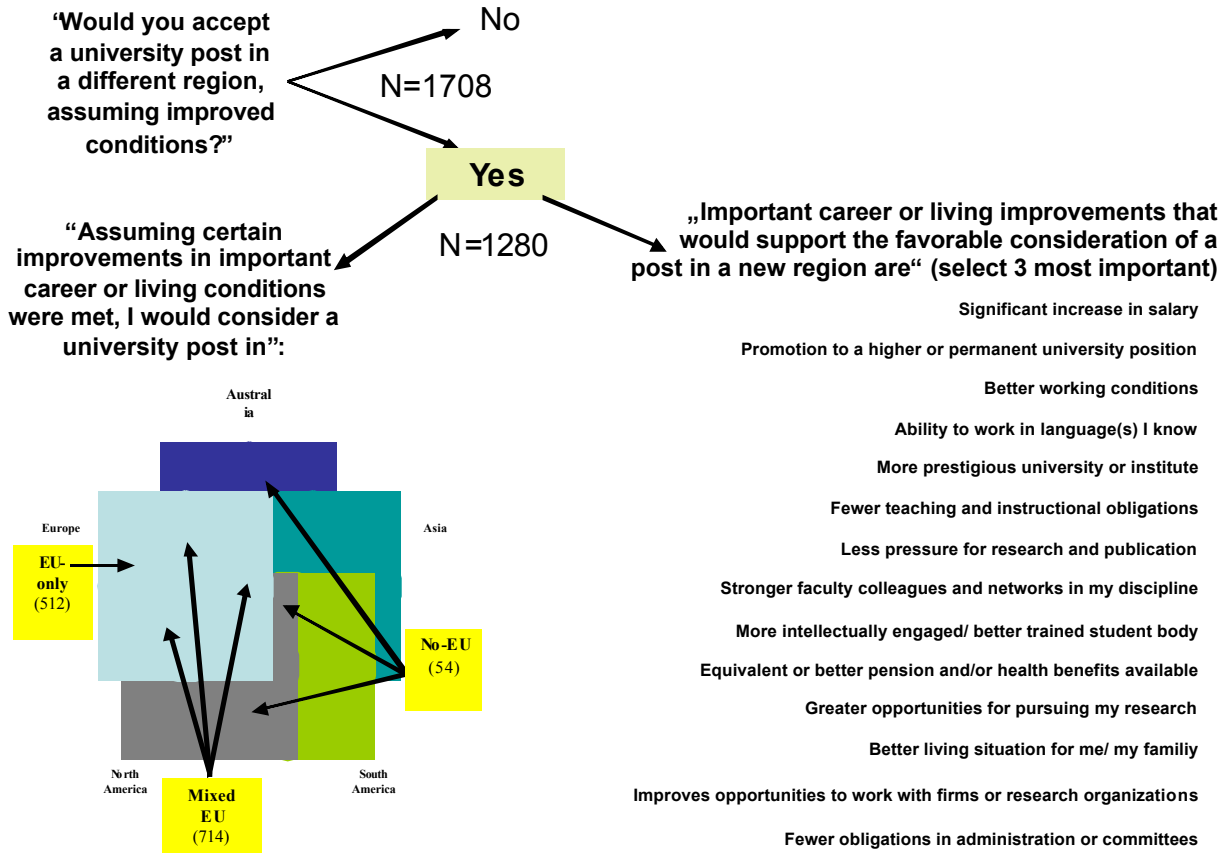 “Would you accept
a university post in
a different region,
assuming improved
conditions?”
No
N=1708
Yes
N=1280
“Assuming certain
improvements in important
career or living conditions
were met, I would consider a
university post in”:
„Important career or living improvements that
would support the favorable consideration of a
post in a new region are“ (select 3 most important)
Significant increase in salary
Promotion to a higher or permanent university position
Better working conditions
Ability to work in language(s) I know
More prestigious university or institute
Fewer teaching and instructional obligations
Less pressure for research and publication
Stronger faculty colleagues and networks in my discipline
More intellectually engaged/ better trained student body
Equivalent or better pension and/or health benefits available
Greater opportunities for pursuing my research
Better living situation for me/ my familiy
Improves opportunities to work with firms or research organizations
Fewer obligations in administration or committees
Austral
ia
Europe
Asia
EU-
only
(512)
No-EU
(54)
North
America
South
America
Mixed
EU
(714)